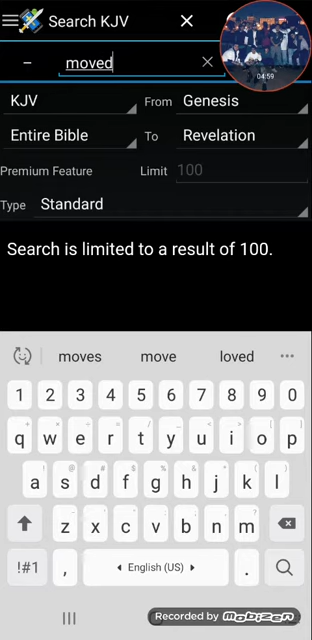 Search KJV
04:59
moved
KJV From Genesis
Entire Bible To Revelation
Premium Feature Limit 100
Type Standard
Search is limited to a result of 100.
moves move loved
1 2 3 4 5 6 7 8 9 0
q w e r t y u i o p
a s d f g h j k l
z x c v b n m
!#1 , English (US) .
Recorded by MOBIZEN